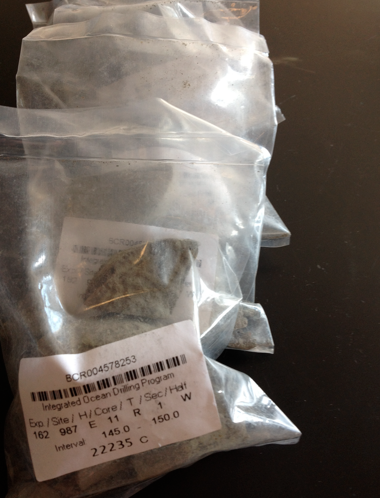 BCR004578253
Integrated Ocean Drilling Program
Exp / Site / H / Core / T / Sec / Half
162 987 E 11 R 1 W
Interval: 145.0 - 150.0
22235 C